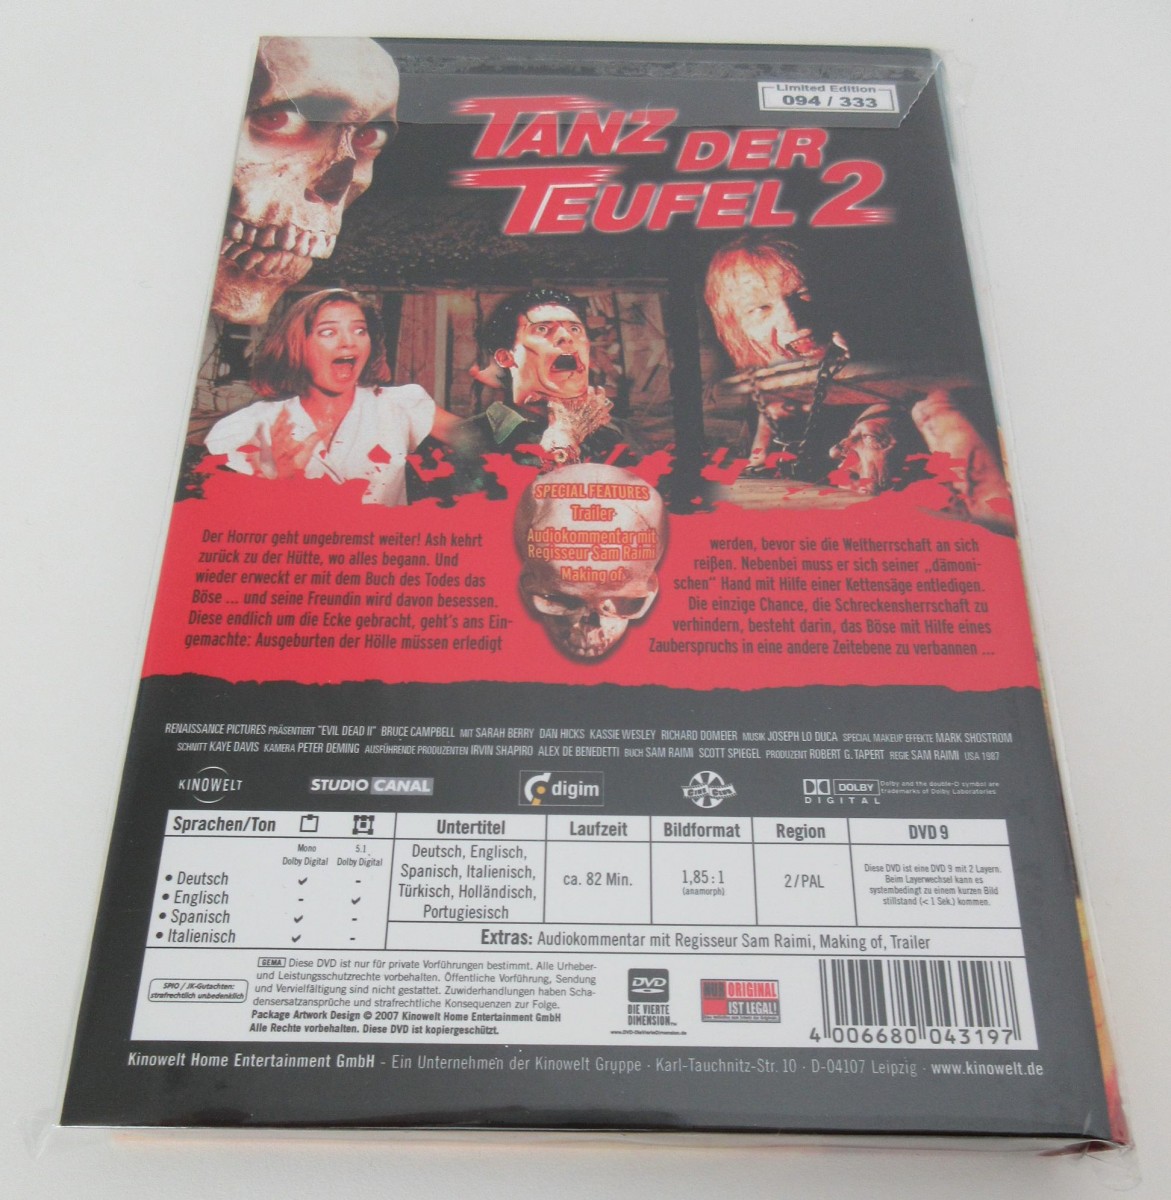 Limited Edition
094 / 333
TANZ DER
TEUFEL 2
SPECIAL FEATURES
Trailer
Audiokommentar mit
Regisseur Sam Raimi
Making of
Der Horror geht ungebremst weiter! Ash kehrt
zurück zu der Hütte, wo alles begann. Und
wieder erweckt er mit dem Buch des Todes das
Böse ... und seine Freundin wird davon besessen.
Diese endlich um die Ecke gebracht, geht's ans Ein-
gemachte: Ausgeburten der Hölle müssen erledigt
werden, bevor sie die Weltherrschaft an sich
reißen. Nebenbei muss er sich seiner „dämoni-
schen" Hand mit Hilfe einer Kettensäge entledigen.
Die einzige Chance, die Schreckensherrschaft zu
verhindern, besteht darin, das Böse mit Hilfe eines
Zauberspruchs in eine andere Zeitebene zu verbannen ...
RENAISSANCE PICTURES PRÄSENTIERT "EVIL DEAD II" BRUCE CAMPBELL MIT SARAH BERRY DAN HICKS KASSIE WESLEY RICHARD DOMEIER MUSIK JOSEPH LO DUCA SPECIAL MAKEUP EFFEKTE MARK SHOSTROM
SCHNITT KAYE DAVIS KAMERA PETER DEMING AUSFÜHRENDE PRODUZENTEN IRVIN SHAPIRO ALEX DE BENEDETTI BUCH SAM RAIMI SCOTT SPIEGEL PRODUZENT ROBERT G. TAPERT REGIE SAM RAIMI USA 1987
KINOWELT
STUDIO CANAL
digim
CINE CLUB
DOLBY
DIGITAL
Dolby and the double-D symbol are
trademarks of Dolby Laboratories
Sprachen/Ton
Mono
Dolby Digital
5.1
Dolby Digital
• Deutsch ✓ -
• Englisch - ✓
• Spanisch ✓ -
• Italienisch ✓ -
Untertitel
Deutsch, Englisch,
Spanisch, Italienisch,
Türkisch, Holländisch,
Portugiesisch
Laufzeit
ca. 82 Min.
Bildformat
1,85 : 1
(anamorph)
Region
2/PAL
DVD 9
Diese DVD ist eine DVD 9 mit 2 Layern.
Beim Layerwechsel kann es
systembedingt zu einem kurzen Bild
stillstand (< 1 Sek.) kommen.
Extras: Audiokommentar mit Regisseur Sam Raimi, Making of, Trailer
SPIO / JK-Gutachten:
strafrechtlich unbedenklich
GEMA Diese DVD ist nur für private Vorführungen bestimmt. Alle Urheber-
und Leistungsschutzrechte vorbehalten. Öffentliche Vorführung, Sendung
und Vervielfältigung sind nicht gestattet. Zuwiderhandlungen haben Scha-
densersatzansprüche und strafrechtliche Konsequenzen zur Folge.
Package Artwork Design © 2007 Kinowelt Home Entertainment GmbH
Alle Rechte vorbehalten. Diese DVD ist kopiergeschützt.
DVD
DIE VIERTE
DIMENSION
www.DVD-DieVierteDimension.de
NUR ORIGINAL
IST LEGAL!
4 006680 043197
Kinowelt Home Entertainment GmbH - Ein Unternehmen der Kinowelt Gruppe · Karl-Tauchnitz-Str. 10 · D-04107 Leipzig · www.kinowelt.de